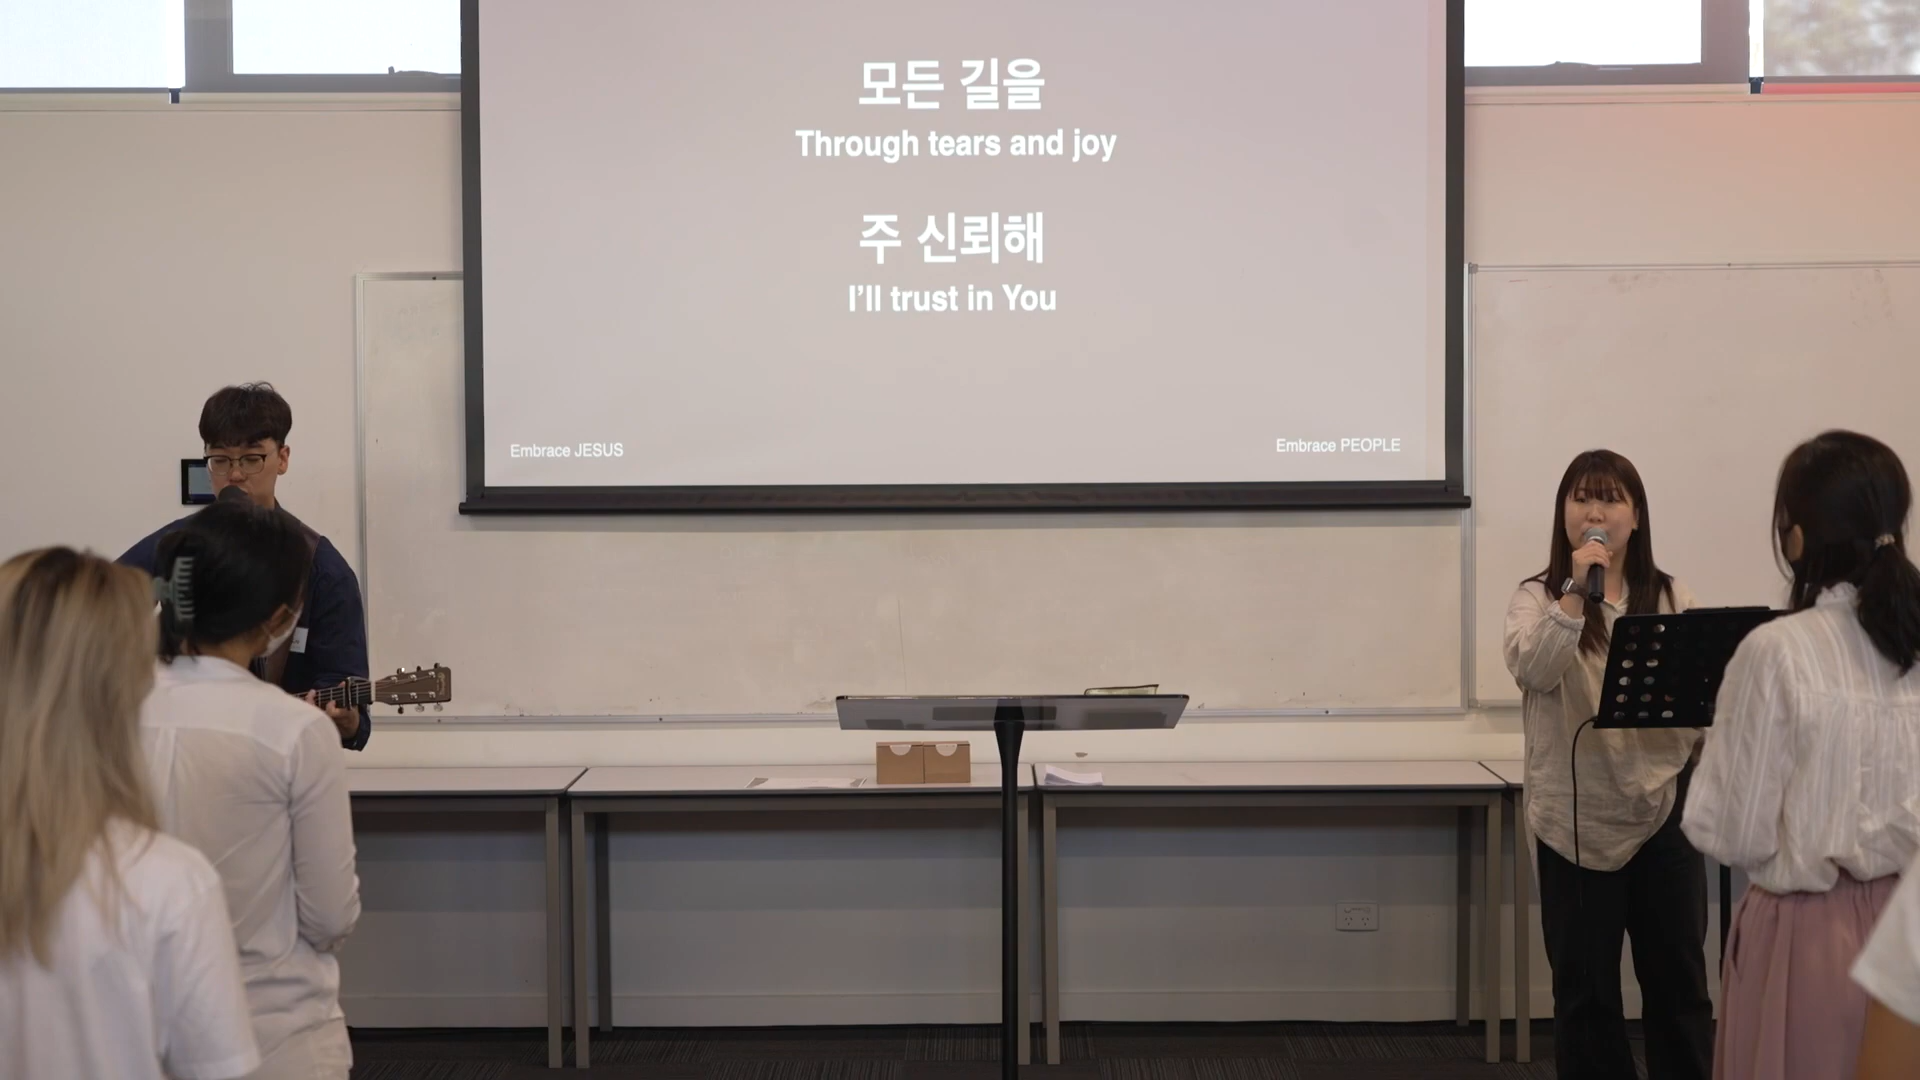 모든 길을
Through tears and joy
주 신뢰해
I'll trust in You
Embrace JESUS
Embrace PEOPLE